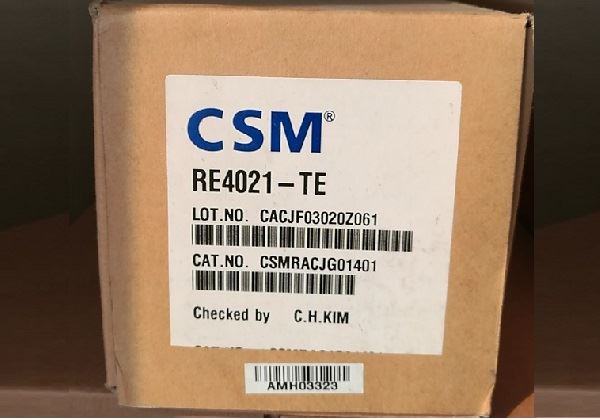 CSM®
RE4021-TE
LOT.NO. CACJF03020Z061
CAT.NO. CSMRACJG01401
Checked by C.H.KIM
AMH03323